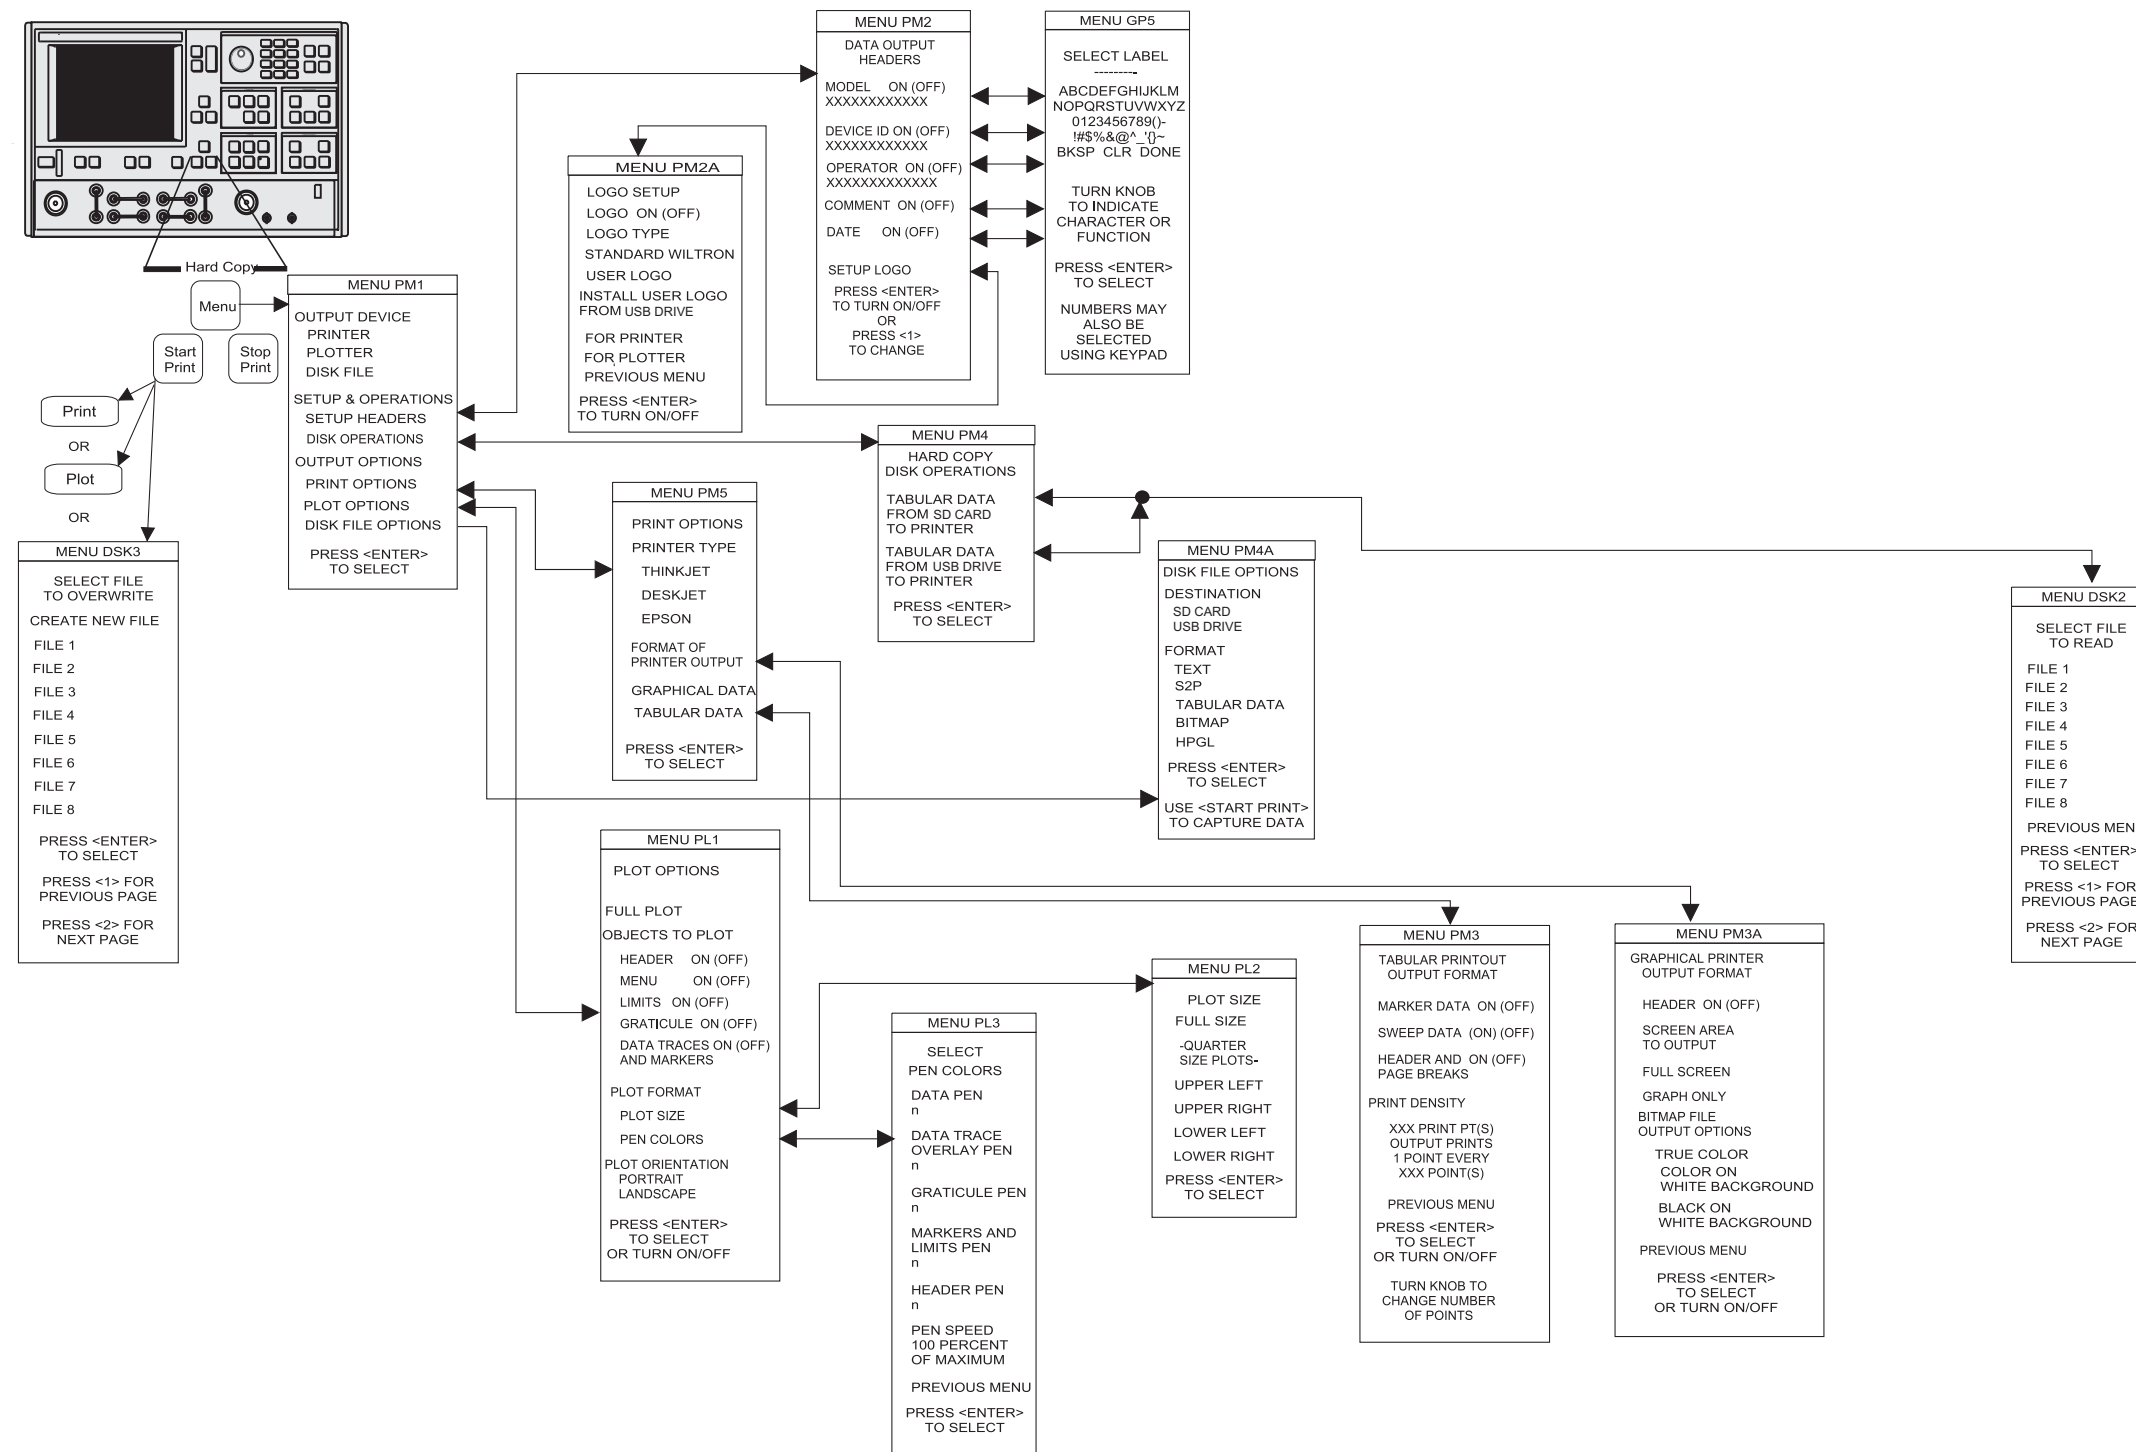 Hard Copy
Menu
Start
Print
Stop
Print
Print
OR
Plot
OR
MENU DSK3
SELECT FILE
TO OVERWRITE
CREATE NEW FILE
FILE 1
FILE 2
FILE 3
FILE 4
FILE 5
FILE 6
FILE 7
FILE 8
PRESS <ENTER>
TO SELECT
PRESS <1> FOR
PREVIOUS PAGE
PRESS <2> FOR
NEXT PAGE
MENU PM1
OUTPUT DEVICE
PRINTER
PLOTTER
DISK FILE
SETUP & OPERATIONS
SETUP HEADERS
DISK OPERATIONS
OUTPUT OPTIONS
PRINT OPTIONS
PLOT OPTIONS
DISK FILE OPTIONS
PRESS <ENTER>
TO SELECT
MENU PM2A
LOGO SETUP
LOGO ON (OFF)
LOGO TYPE
STANDARD WILTRON
USER LOGO
INSTALL USER LOGO
FROM USB DRIVE
FOR PRINTER
FOR PLOTTER
PREVIOUS MENU
PRESS <ENTER>
TO TURN ON/OFF
MENU PM2
DATA OUTPUT
HEADERS
MODEL ON (OFF)
XXXXXXXXXXXX
DEVICE ID ON (OFF)
XXXXXXXXXXXX
OPERATOR ON (OFF)
XXXXXXXXXXXXX
COMMENT ON (OFF)
DATE ON (OFF)
SETUP LOGO
PRESS <ENTER>
TO TURN ON/OFF
OR
PRESS <1>
TO CHANGE
MENU GP5
SELECT LABEL
---------
ABCDEFGHIJKLM
NOPQRSTUVWXYZ
0123456789()-
!#$%&@^_'{}~
BKSP CLR DONE
TURN KNOB
TO INDICATE
CHARACTER OR
FUNCTION
PRESS <ENTER>
TO SELECT
NUMBERS MAY
ALSO BE
SELECTED
USING KEYPAD
MENU PM4
HARD COPY
DISK OPERATIONS
TABULAR DATA
FROM SD CARD
TO PRINTER
TABULAR DATA
FROM USB DRIVE
TO PRINTER
PRESS <ENTER>
TO SELECT
MENU PM5
PRINT OPTIONS
PRINTER TYPE
THINKJET
DESKJET
EPSON
FORMAT OF
PRINTER OUTPUT
GRAPHICAL DATA
TABULAR DATA
PRESS <ENTER>
TO SELECT
MENU PM4A
DISK FILE OPTIONS
DESTINATION
SD CARD
USB DRIVE
FORMAT
TEXT
S2P
TABULAR DATA
BITMAP
HPGL
PRESS <ENTER>
TO SELECT
USE <START PRINT>
TO CAPTURE DATA
MENU DSK2
SELECT FILE
TO READ
FILE 1
FILE 2
FILE 3
FILE 4
FILE 5
FILE 6
FILE 7
FILE 8
PREVIOUS MEN
PRESS <ENTER>
TO SELECT
PRESS <1> FOR
PREVIOUS PAGE
PRESS <2> FOR
NEXT PAGE
MENU PL1
PLOT OPTIONS
FULL PLOT
OBJECTS TO PLOT
HEADER ON (OFF)
MENU ON (OFF)
LIMITS ON (OFF)
GRATICULE ON (OFF)
DATA TRACES ON (OFF)
AND MARKERS
PLOT FORMAT
PLOT SIZE
PEN COLORS
PLOT ORIENTATION
PORTRAIT
LANDSCAPE
PRESS <ENTER>
TO SELECT
OR TURN ON/OFF
MENU PL3
SELECT
PEN COLORS
DATA PEN
n
DATA TRACE
OVERLAY PEN
n
GRATICULE PEN
n
MARKERS AND
LIMITS PEN
n
HEADER PEN
n
PEN SPEED
100 PERCENT
OF MAXIMUM
PREVIOUS MENU
PRESS <ENTER>
TO SELECT
MENU PL2
PLOT SIZE
FULL SIZE
-QUARTER
SIZE PLOTS-
UPPER LEFT
UPPER RIGHT
LOWER LEFT
LOWER RIGHT
PRESS <ENTER>
TO SELECT
MENU PM3
TABULAR PRINTOUT
OUTPUT FORMAT
MARKER DATA ON (OFF)
SWEEP DATA (ON) (OFF)
HEADER AND ON (OFF)
PAGE BREAKS
PRINT DENSITY
XXX PRINT PT(S)
OUTPUT PRINTS
1 POINT EVERY
XXX POINT(S)
PREVIOUS MENU
PRESS <ENTER>
TO SELECT
OR TURN ON/OFF
TURN KNOB TO
CHANGE NUMBER
OF POINTS
MENU PM3A
GRAPHICAL PRINTER
OUTPUT FORMAT
HEADER ON (OFF)
SCREEN AREA
TO OUTPUT
FULL SCREEN
GRAPH ONLY
BITMAP FILE
OUTPUT OPTIONS
TRUE COLOR
COLOR ON
WHITE BACKGROUND
BLACK ON
WHITE BACKGROUND
PREVIOUS MENU
PRESS <ENTER>
TO SELECT
OR TURN ON/OFF